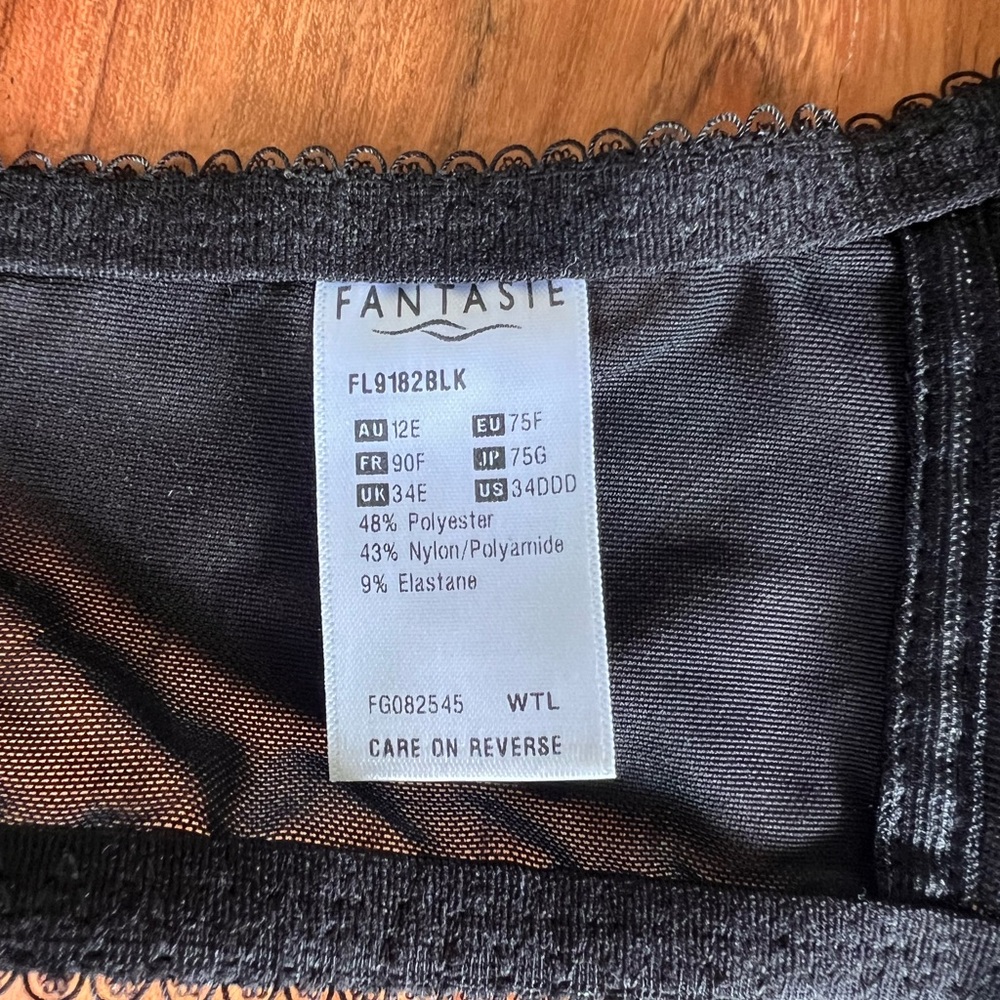 FANTASIE
FL9182BLK
AU 12E EU 75F
FR 90F JP 75G
UK 34E US 34DDD
48% Polyester
43% Nylon/Polyamide
9% Elastane
FG082545 WTL
CARE ON REVERSE